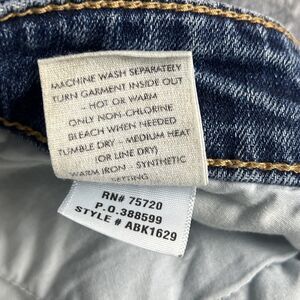 MACHINE WASH SEPARATELY
TURN GARMENT INSIDE OUT
- HOT OR WARM
ONLY NON-CHLORINE
BLEACH WHEN NEEDED
TUMBLE DRY - MEDIUM HEAT
(OR LINE DRY)
WARM IRON - SYNTHETIC
SETTING
RN# 75720
P.O.388599
STYLE # ABK1629